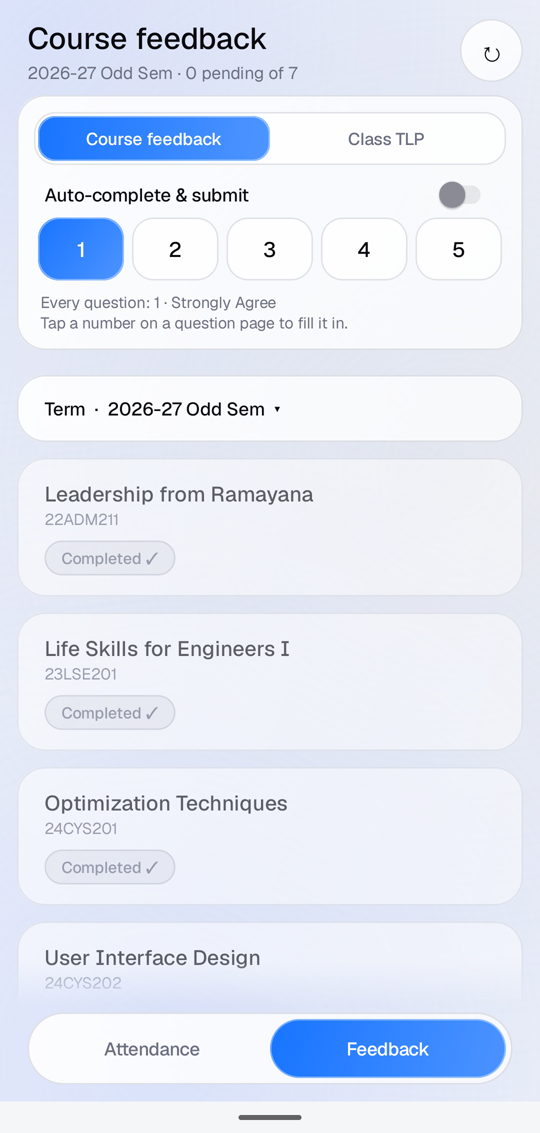 Course feedback
2026-27 Odd Sem · 0 pending of 7
↻
Course feedback
Class TLP
Auto-complete & submit
1
2
3
4
5
Every question: 1 · Strongly Agree
Tap a number on a question page to fill it in.
Term · 2026-27 Odd Sem ▾
Leadership from Ramayana
22ADM211
Completed ✓
Life Skills for Engineers I
23LSE201
Completed ✓
Optimization Techniques
24CYS201
Completed ✓
User Interface Design
24CYS202
Attendance
Feedback